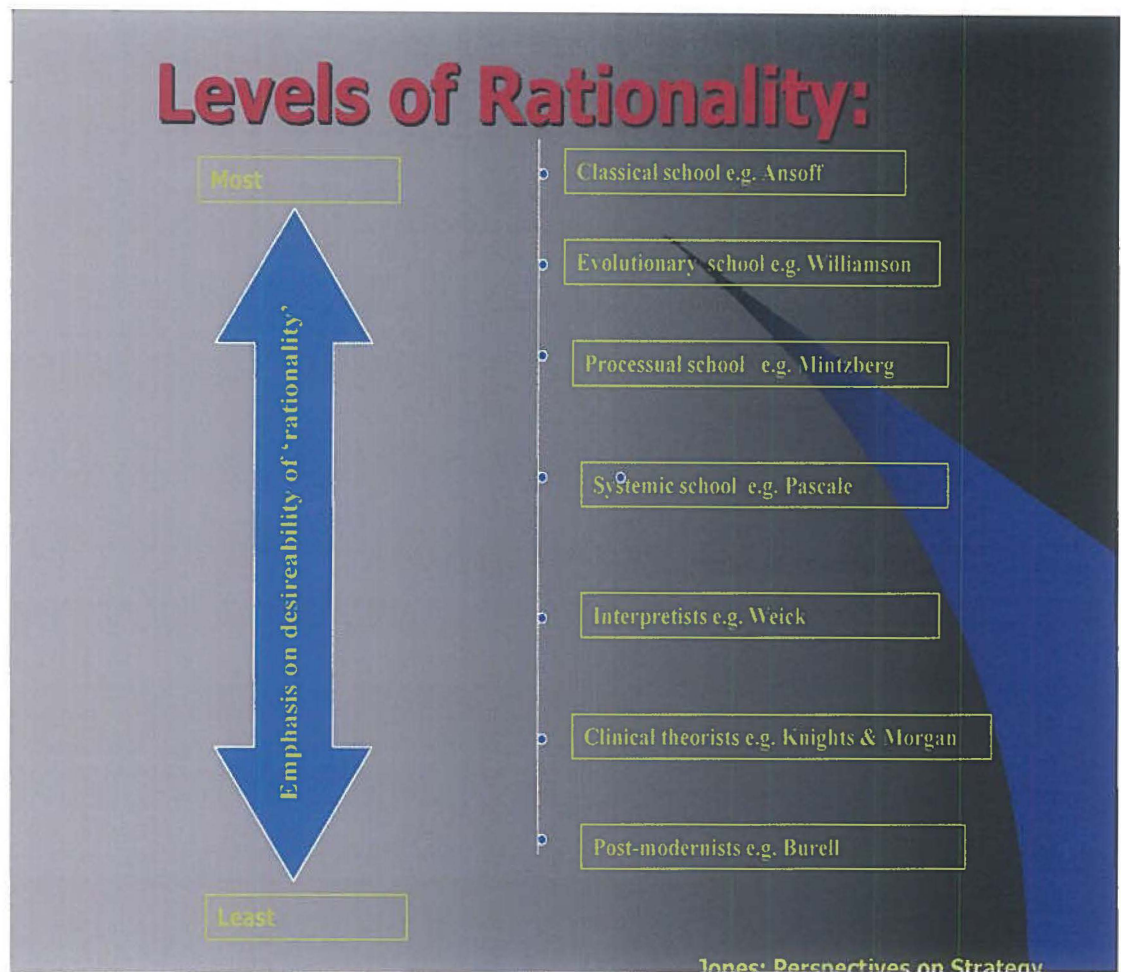 Levels of Rationality:
Most
Classical school e.g. Ansoff
Evolutionary school e.g. Williamson
Processual school e.g. Mintzberg
Systemic school e.g. Pascale
Emphasis on desireability of ‘rationality’
Interpretists e.g. Weick
Clinical theorists e.g. Knights & Morgan
Post-modernists e.g. Burell
Least
Jones: Perspectives on Strategy